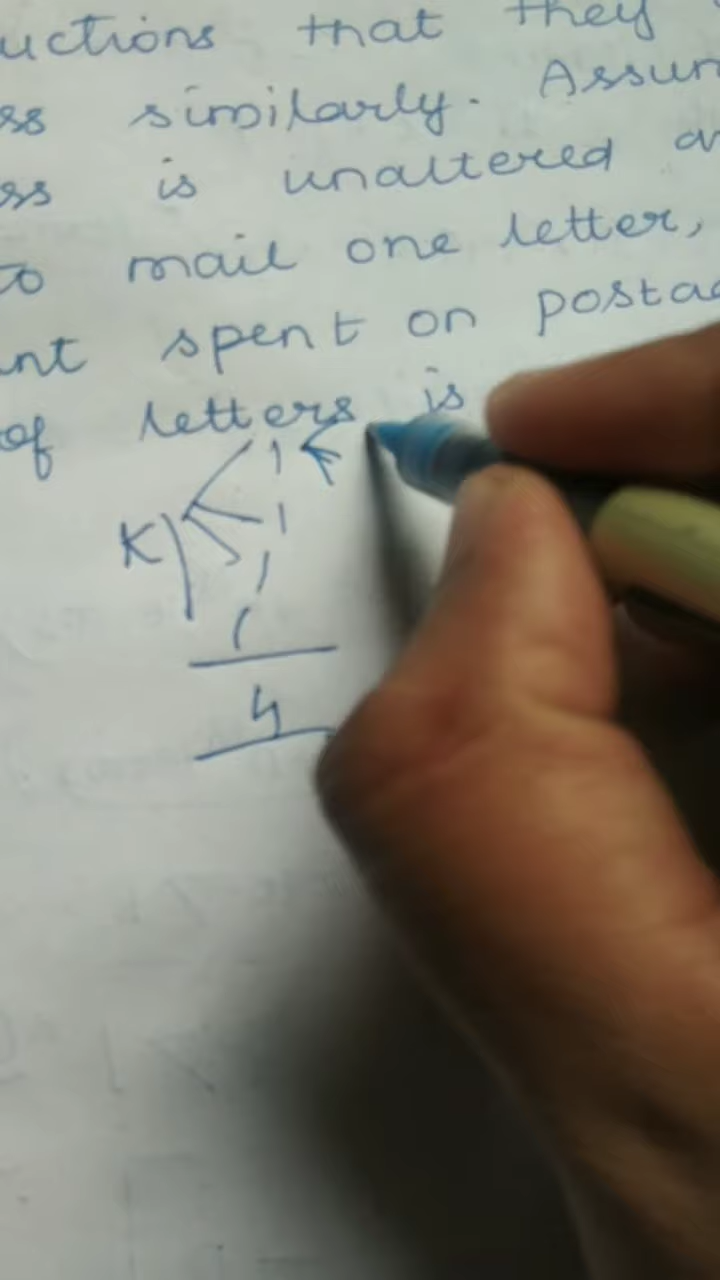 uctions that they
ss similarly. Assum
ss is unaltered a
to mail one letter,
nt spent on postag
of letters is
K 1
1
1
1
4